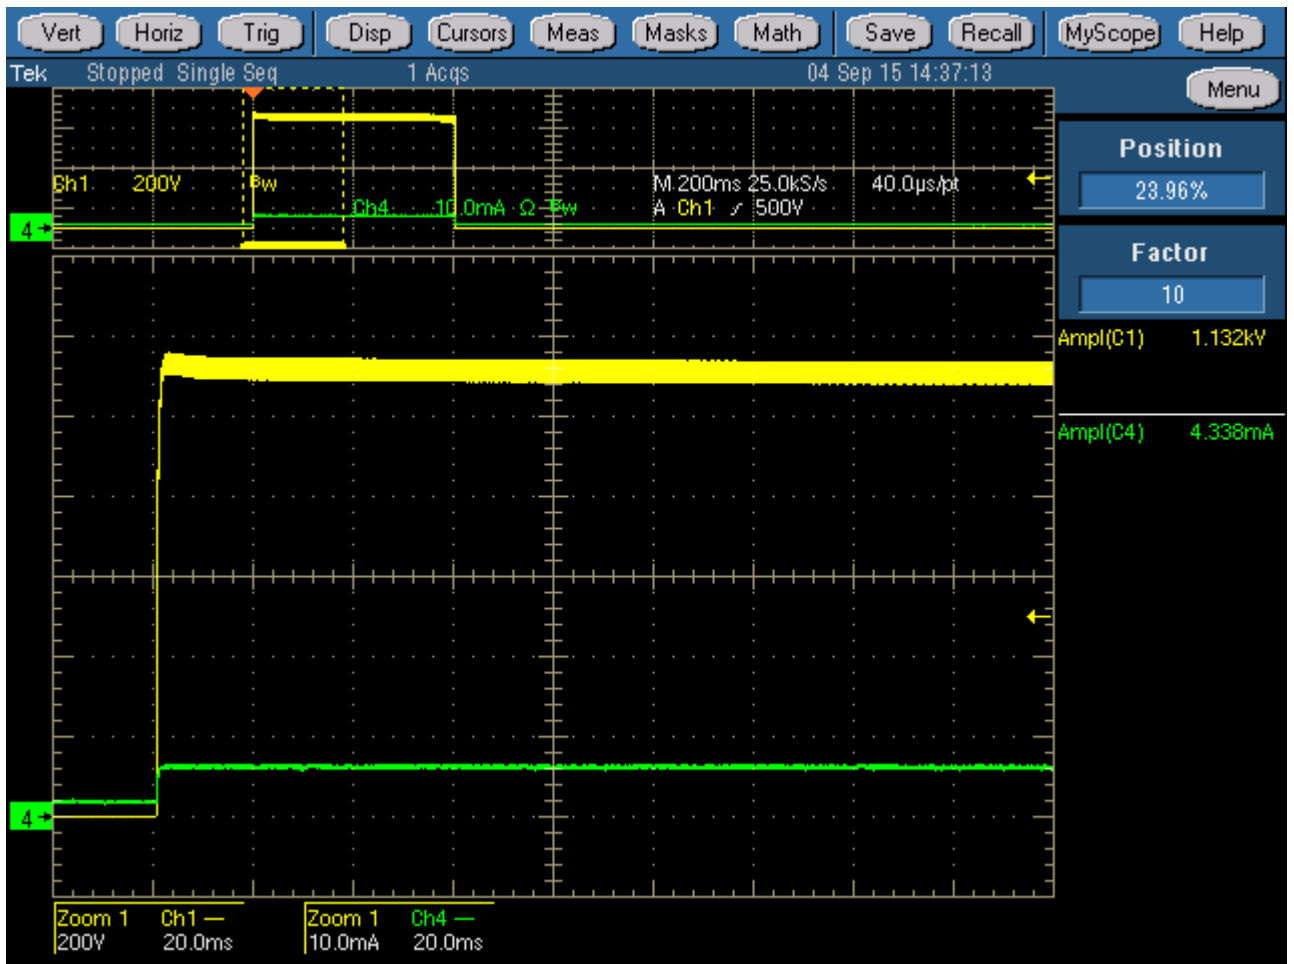 Vert Horiz Trig Disp Cursors Meas Masks Math Save Recall MyScope Help
Tek Stopped Single Seq 1 Acqs 04 Sep 15 14:37:13
Menu
Position
23.96%
Ch1 200V Bw M 200ms 25.0kS/s 40.0µs/pt
Ch4 10.0mA Ω Bw A Ch1 500V
4
Factor
10
Ampl(C1) 1.132kV
Ampl(C4) 4.338mA
4
Zoom 1 Ch1 Zoom 1 Ch4
200V 20.0ms 10.0mA 20.0ms